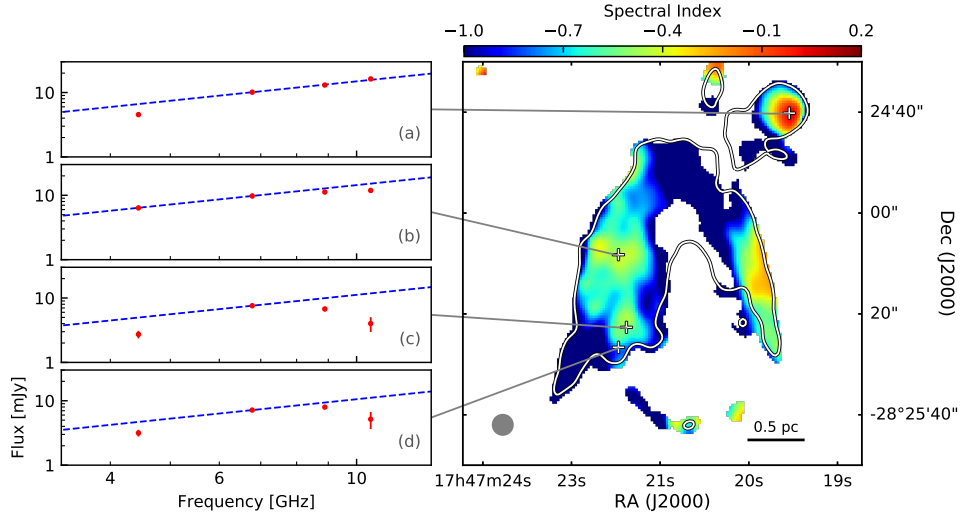 Spectral Index
−1.0 −0.7 −0.4 −0.1 0.2
10
1
(a)
10
1
(b)
10
1
(c)
10
1
(d)
4 6 10
Flux [mJy]
Frequency [GHz]
24'40"
00"
20"
-28°25'40"
Dec (J2000)
0.5 pc
17h47m24s 23s 21s 20s 19s
RA (J2000)